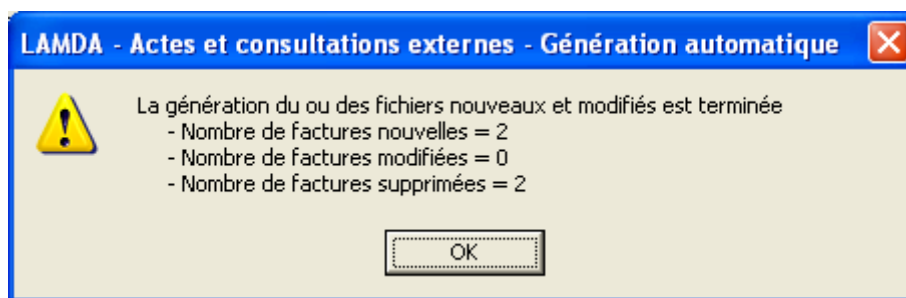 LAMDA - Actes et consultations externes - Génération automatique
La génération du ou des fichiers nouveaux et modifiés est terminée
- Nombre de factures nouvelles = 2
- Nombre de factures modifiées = 0
- Nombre de factures supprimées = 2
OK